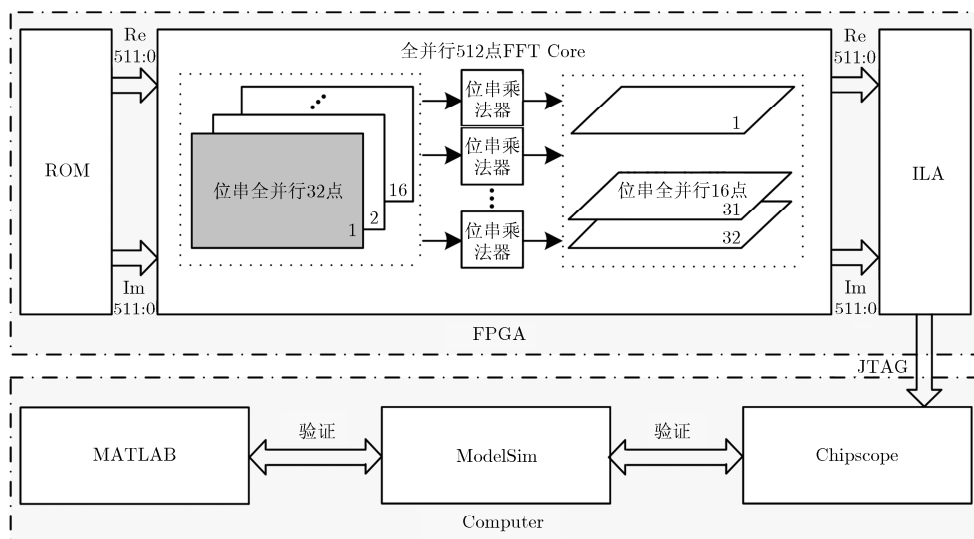 Re
511:0
Re
511:0
全并行512点FFT Core
ROM
位串全并行32点
1
2
16
位串乘
法器
位串乘
法器
位串乘
法器
1
位串全并行16点
31
32
ILA
Im
511:0
Im
511:0
FPGA
JTAG
MATLAB
验证
ModelSim
验证
Chipscope
Computer